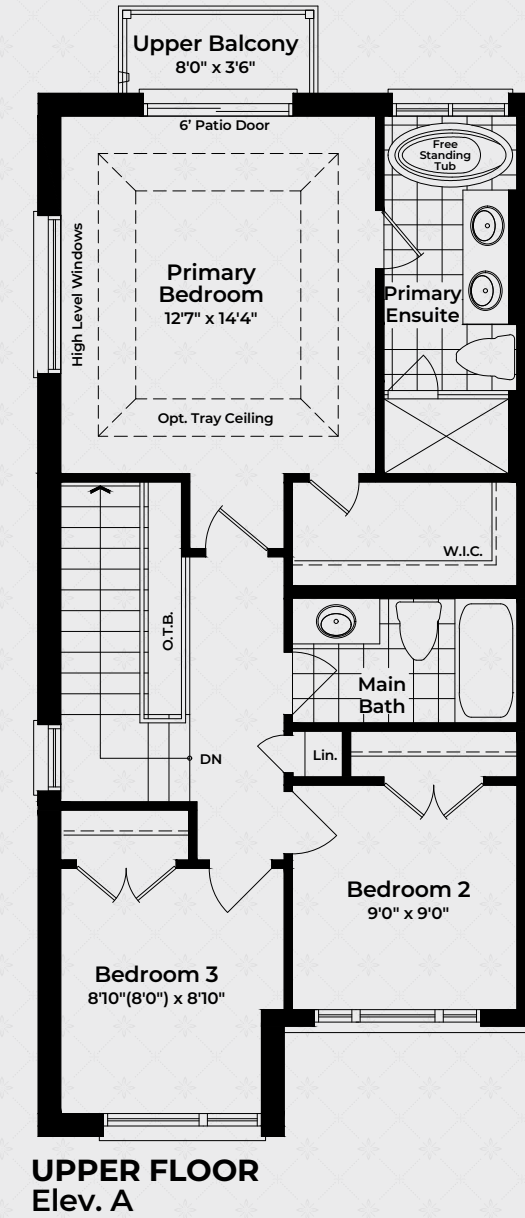 Upper Balcony
8'0" x 3'6"
6' Patio Door
Free
Standing
Tub
High Level Windows
Primary
Bedroom
12'7" x 14'4"
Primary
Ensuite
Opt. Tray Ceiling
W.I.C.
O.T.B.
Main
Bath
DN
Lin.
Bedroom 2
9'0" x 9'0"
Bedroom 3
8'10"(8'0") x 8'10"
UPPER FLOOR
Elev. A